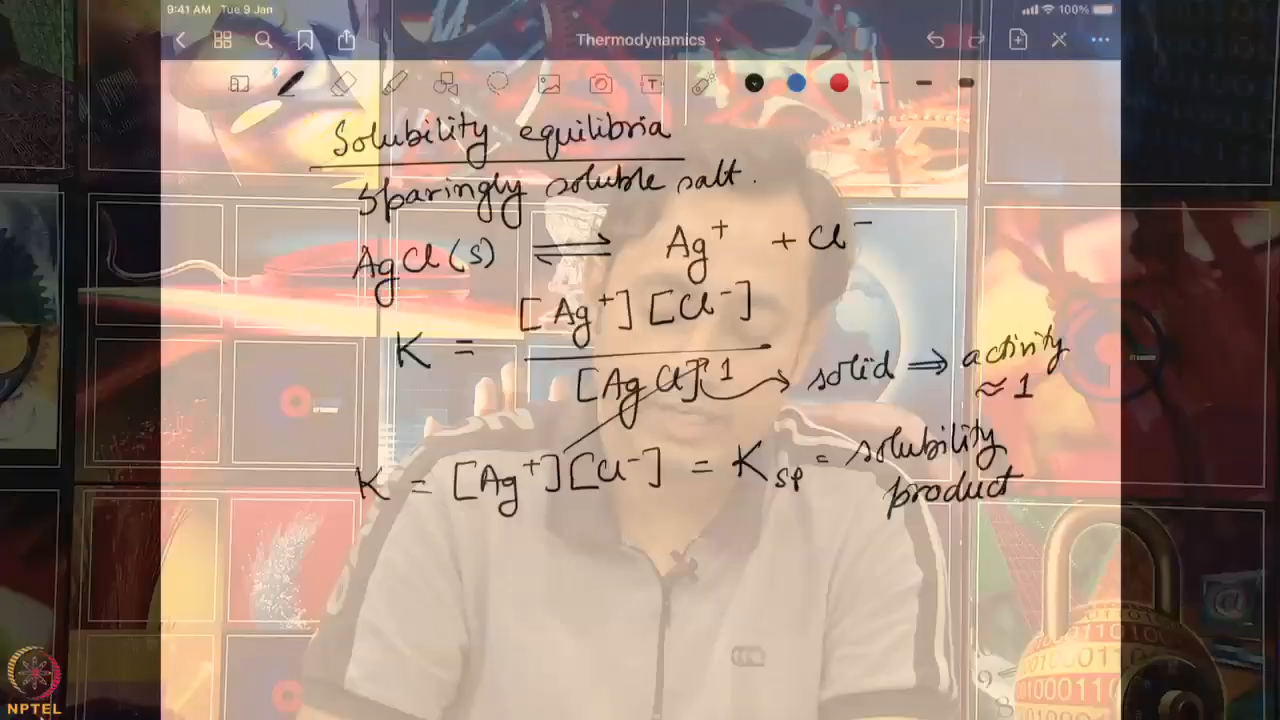 9:41 AM Tue 9 Jan
100%
Thermodynamics
T
Solubility equilibria
Sparingly soluble salt.
AgCl(s) ⇌ Ag⁺ + Cl⁻
K = [Ag⁺][Cl⁻] / [AgCl] 1 → solid ⇒ activity ≈ 1
K = [Ag⁺][Cl⁻] = Ksp = solubility product
NPTEL